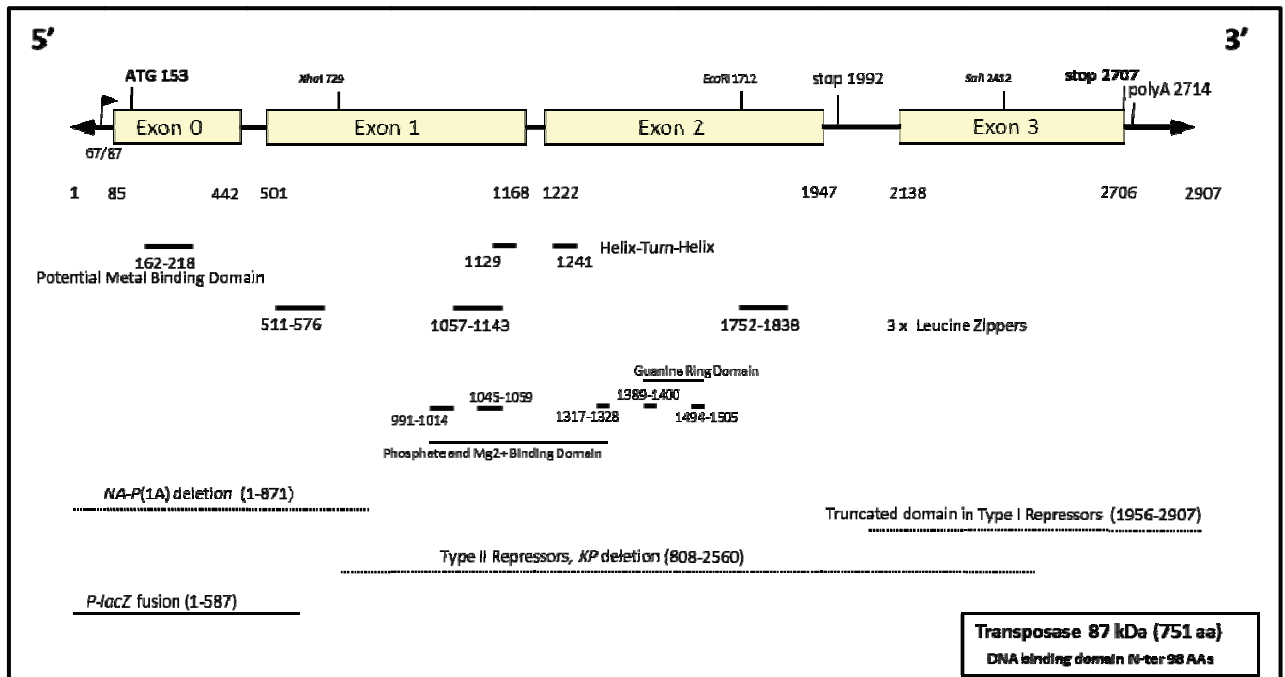 5' 3'
ATG 153 XhoI 729 EcoRI 1712 stop 1992 SalI 2412 stop 2707
polyA 2714
Exon 0 Exon 1 Exon 2 Exon 3
67/87
1 85 442 501 1168 1222 1947 2138 2706 2907
162-218 1129 1241 Helix-Turn-Helix
Potential Metal Binding Domain
511-576 1057-1143 1752-1838 3 x Leucine Zippers
Guanine Ring Domain
1045-1059 1389-1400
991-1014 1317-1328 1494-1505
Phosphate and Mg2+ Binding Domain
NA-P(1A) deletion (1-871)
Truncated domain in Type I Repressors (1956-2907)
Type II Repressors, KP deletion (808-2560)
P-lacZ fusion (1-587)
Transposase 87 kDa (751 aa)
DNA binding domain N-ter 98 AAs